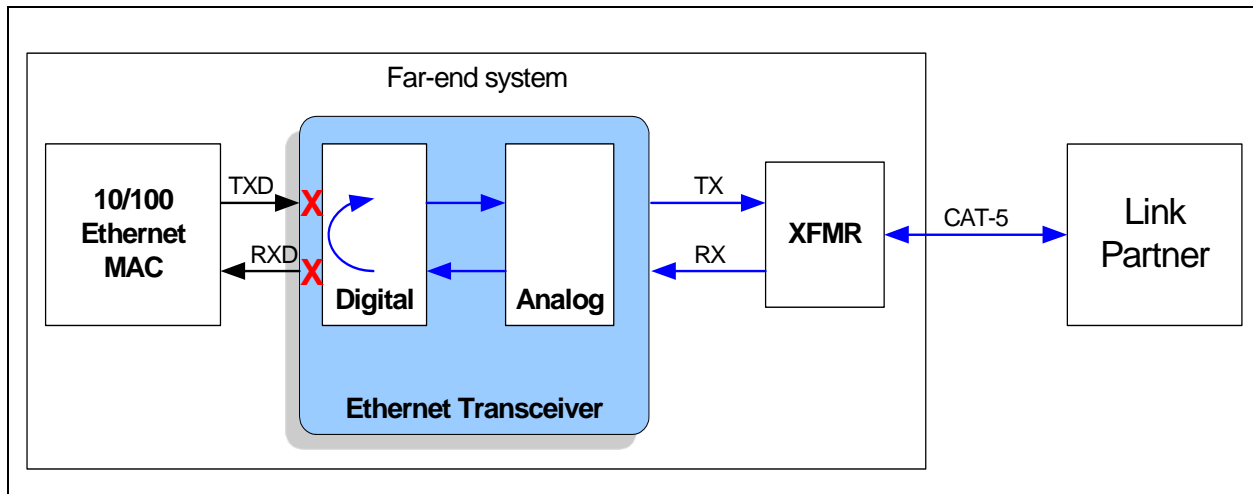 Far-end system
10/100
Ethernet
MAC
TXD
X
RXD
X
Digital
Analog
Ethernet Transceiver
TX
RX
XFMR
CAT-5
Link
Partner